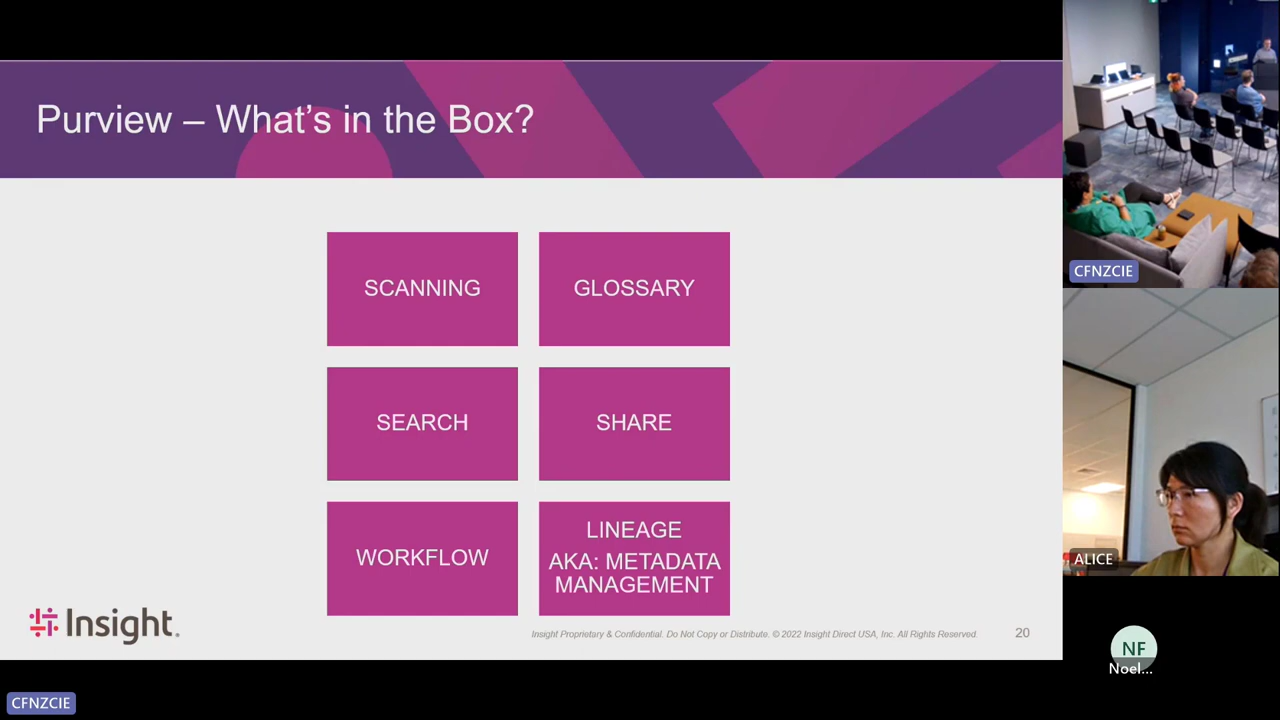 Purview – What's in the Box?
SCANNING
GLOSSARY
SEARCH
SHARE
WORKFLOW
LINEAGE
AKA: METADATA
MANAGEMENT
Insight.
Insight Proprietary & Confidential. Do Not Copy or Distribute. © 2022 Insight Direct USA, Inc. All Rights Reserved.
20
CFNZCIE
CFNZCIE
ALICE
NF
Noel...